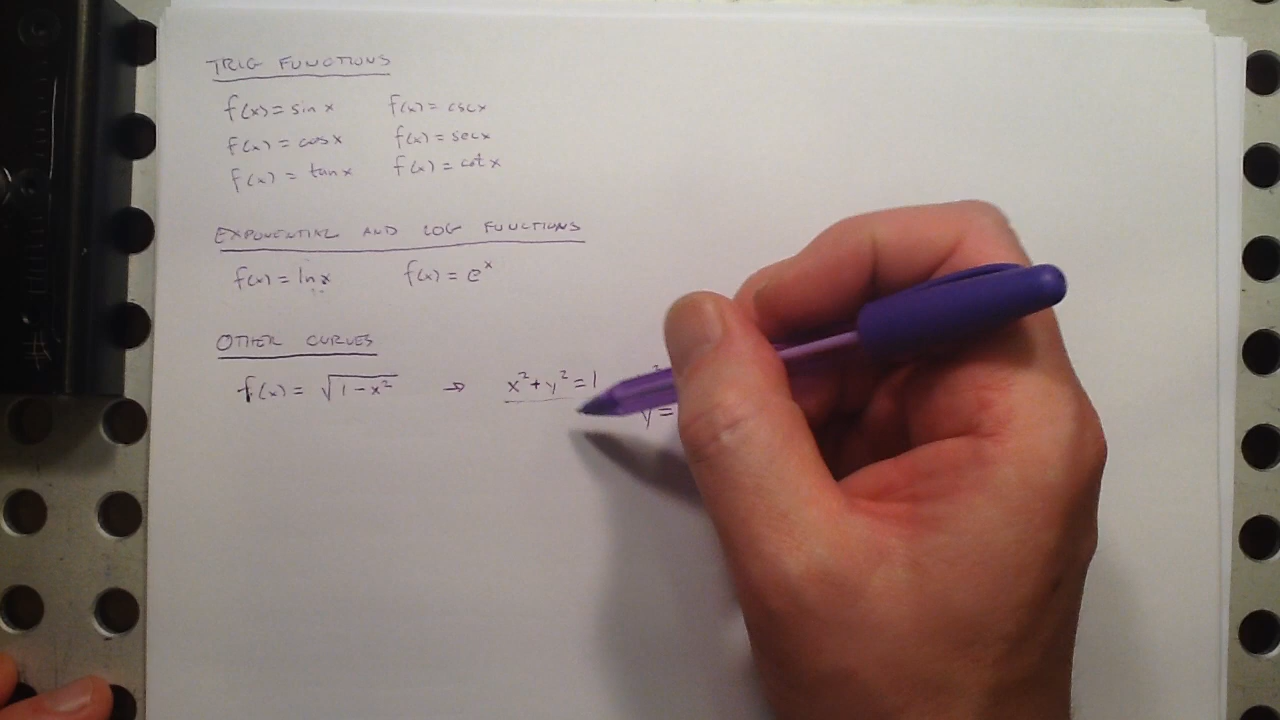 TRIG FUNCTIONS
f(x) = sin x f(x) = csc x
f(x) = cos x f(x) = sec x
f(x) = tan x f(x) = cot x
EXPONENTIAL AND LOG FUNCTIONS
f(x) = ln x f(x) = e^x
OTHER CURVES
f(x) = √(1-x²) → x²+y²=1
y=